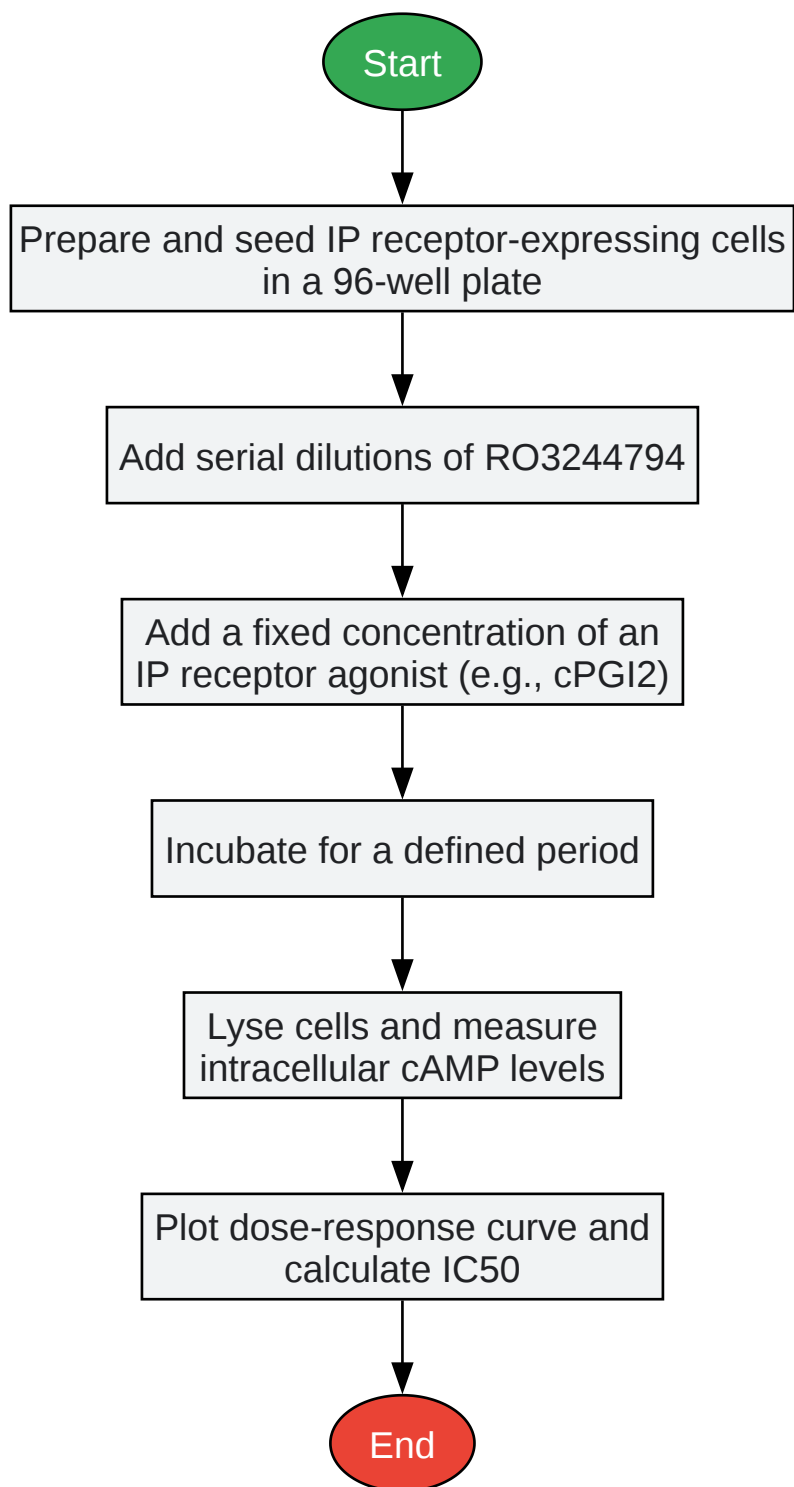 Start
Prepare and seed IP receptor-expressing cells
in a 96-well plate
Add serial dilutions of RO3244794
Add a fixed concentration of an
IP receptor agonist (e.g., cPGI2)
Incubate for a defined period
Lyse cells and measure
intracellular cAMP levels
Plot dose-response curve and
calculate IC50
End